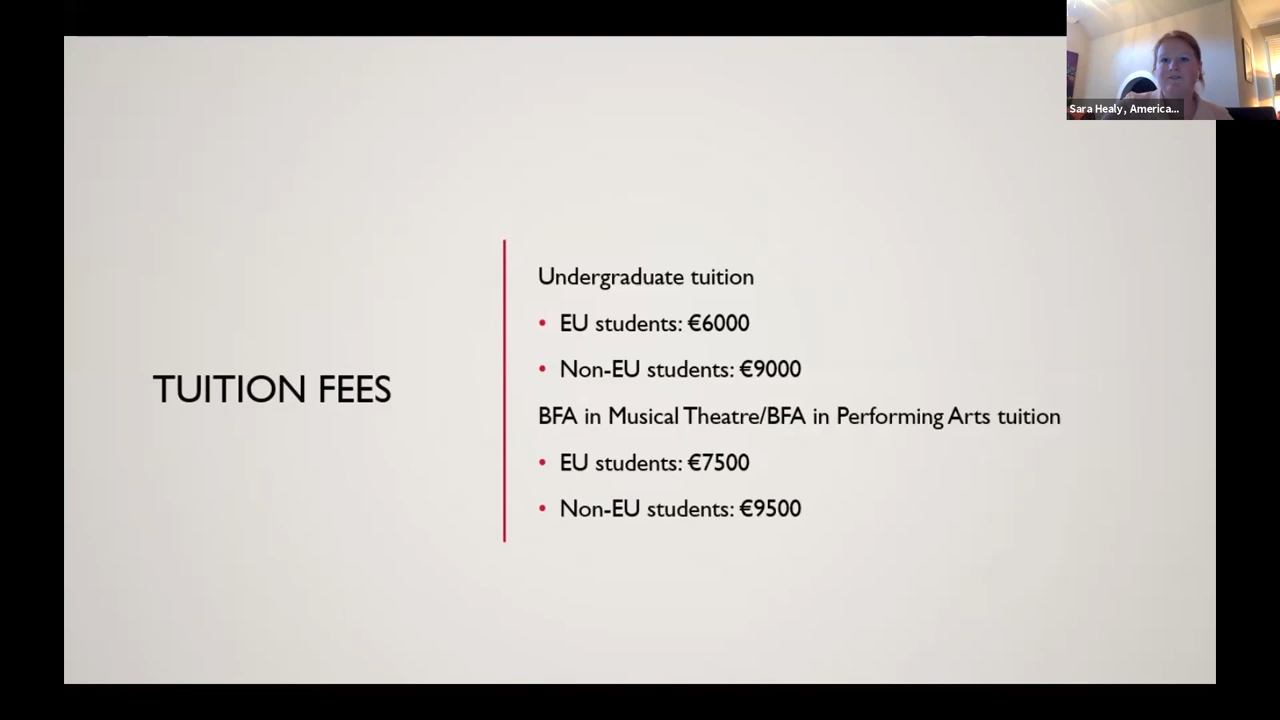 Sara Healy, America...
TUITION FEES
Undergraduate tuition
• EU students: €6000
• Non-EU students: €9000
BFA in Musical Theatre/BFA in Performing Arts tuition
• EU students: €7500
• Non-EU students: €9500